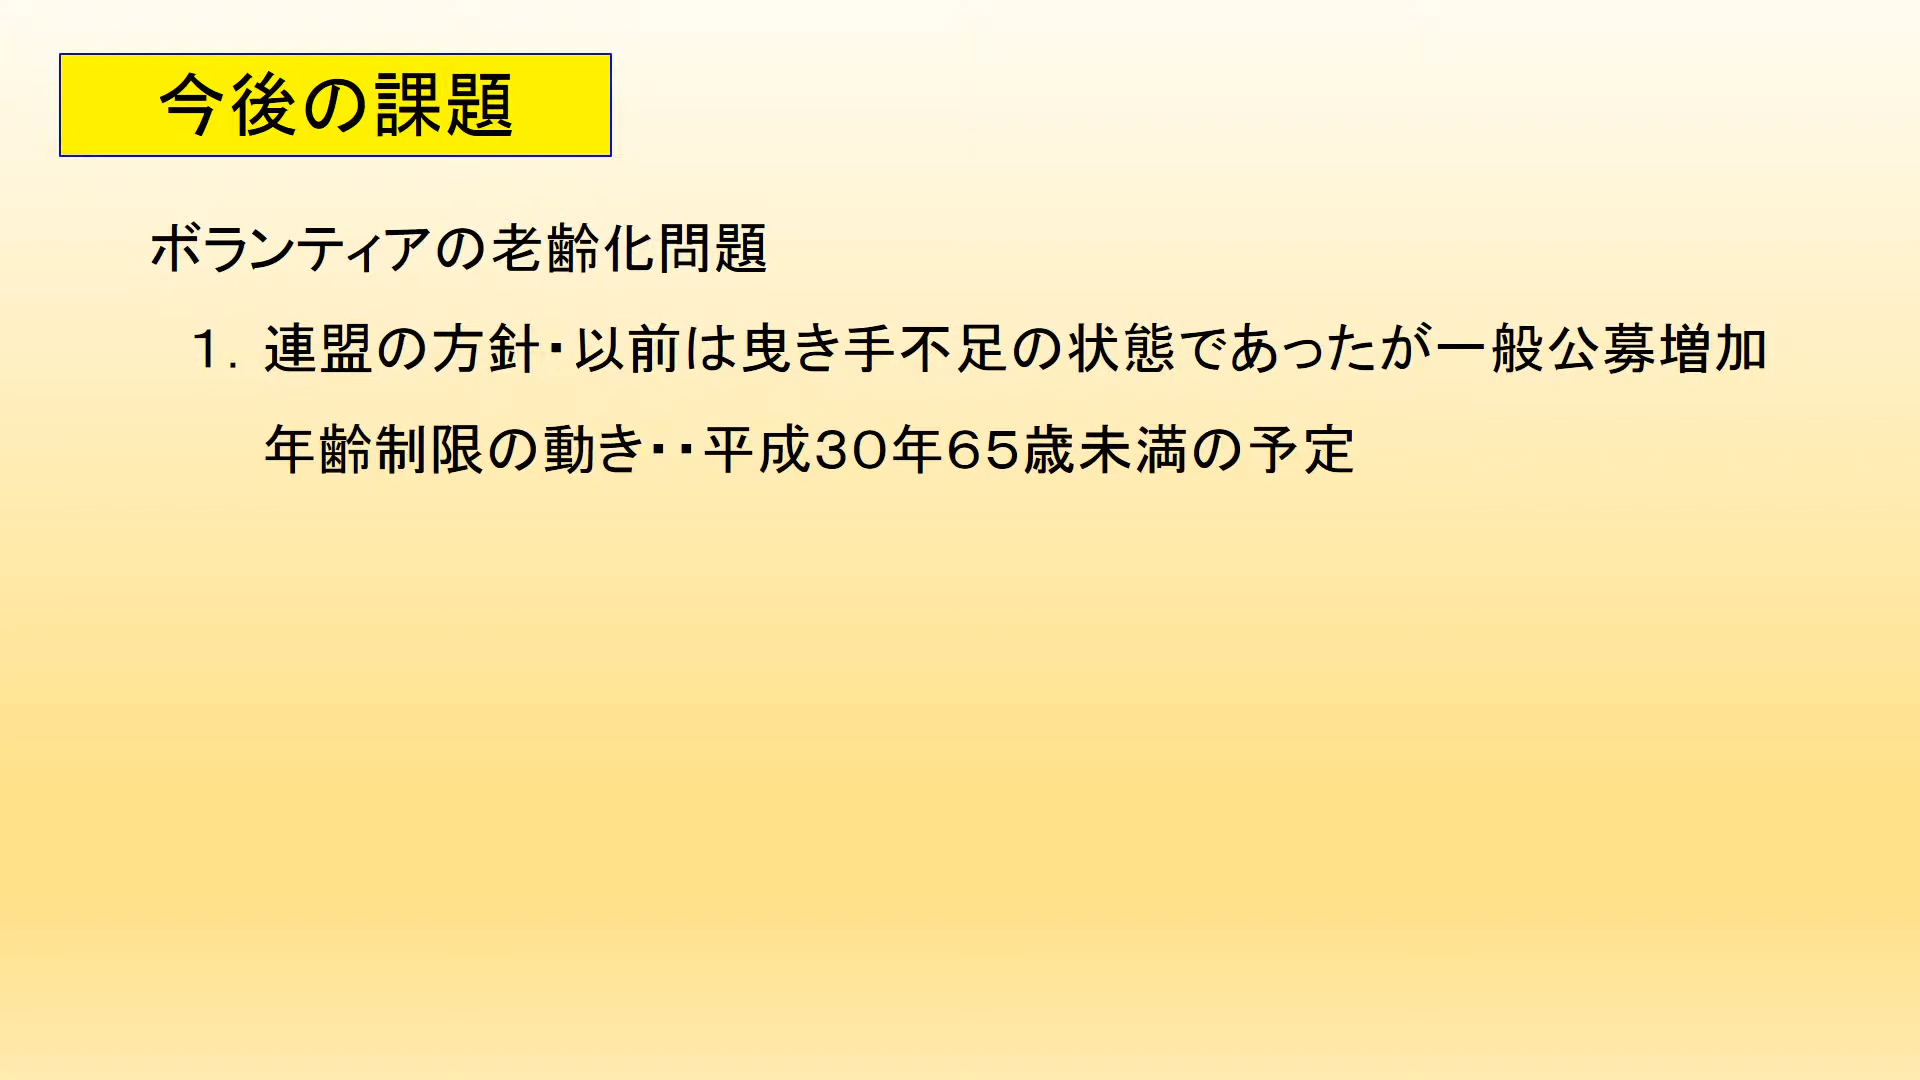 今後の課題
ボランティアの老齢化問題
１．連盟の方針・以前は曳き手不足の状態であったが一般公募増加
年齢制限の動き・・平成３０年６５歳未満の予定